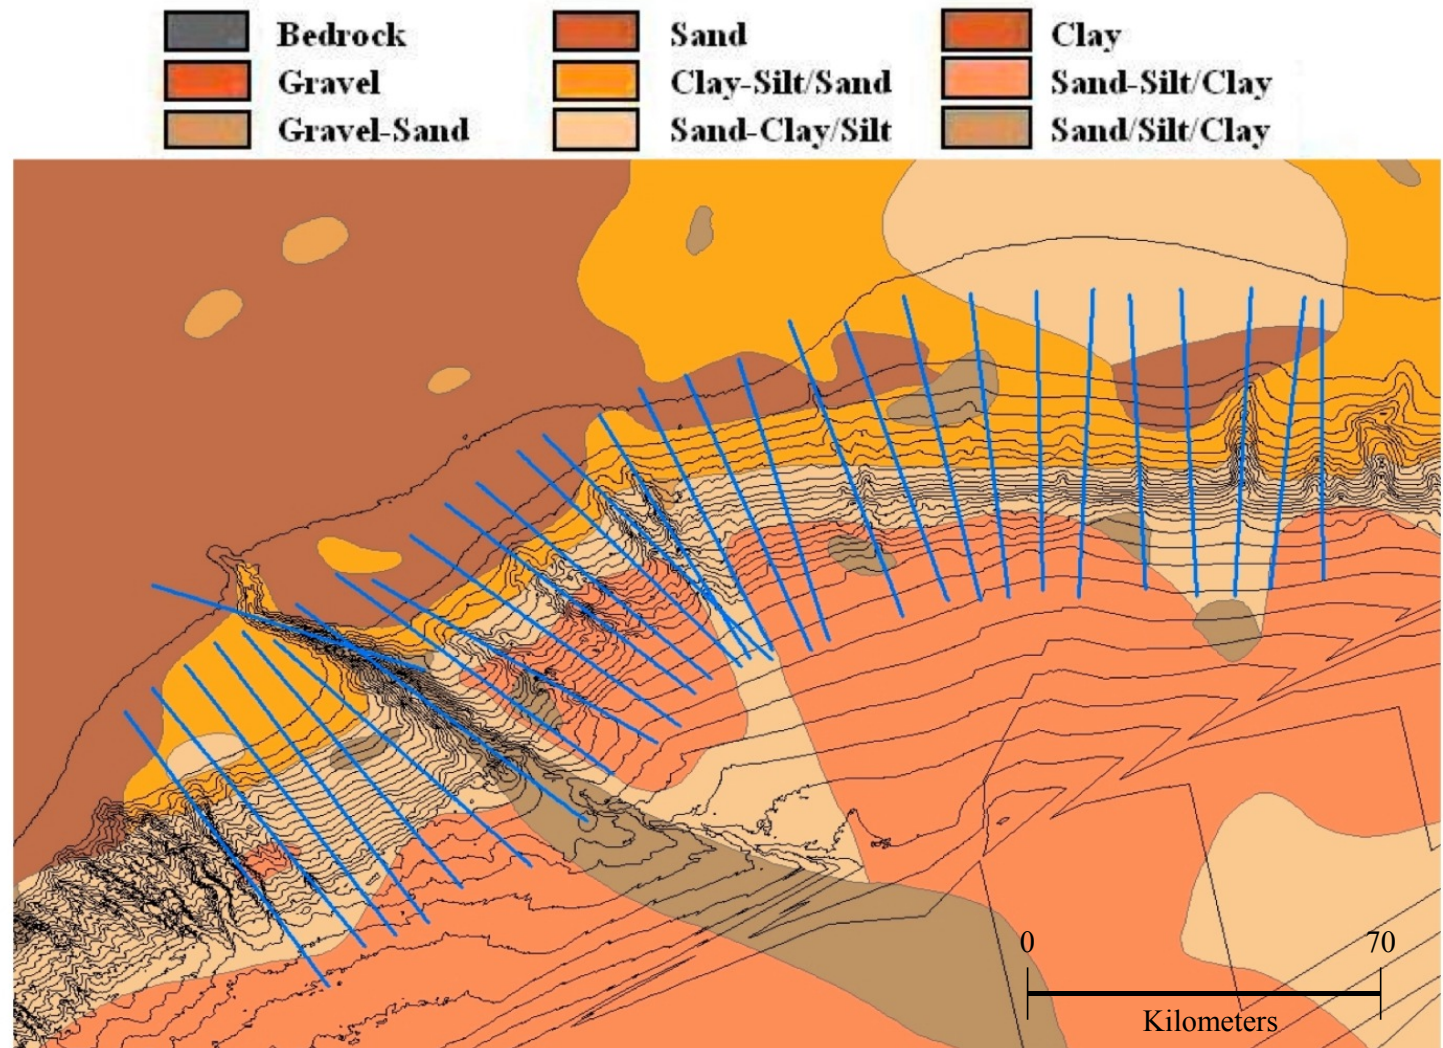 Bedrock Sand Clay
Gravel Clay-Silt/Sand Sand-Silt/Clay
Gravel-Sand Sand-Clay/Silt Sand/Silt/Clay
0 70
Kilometers